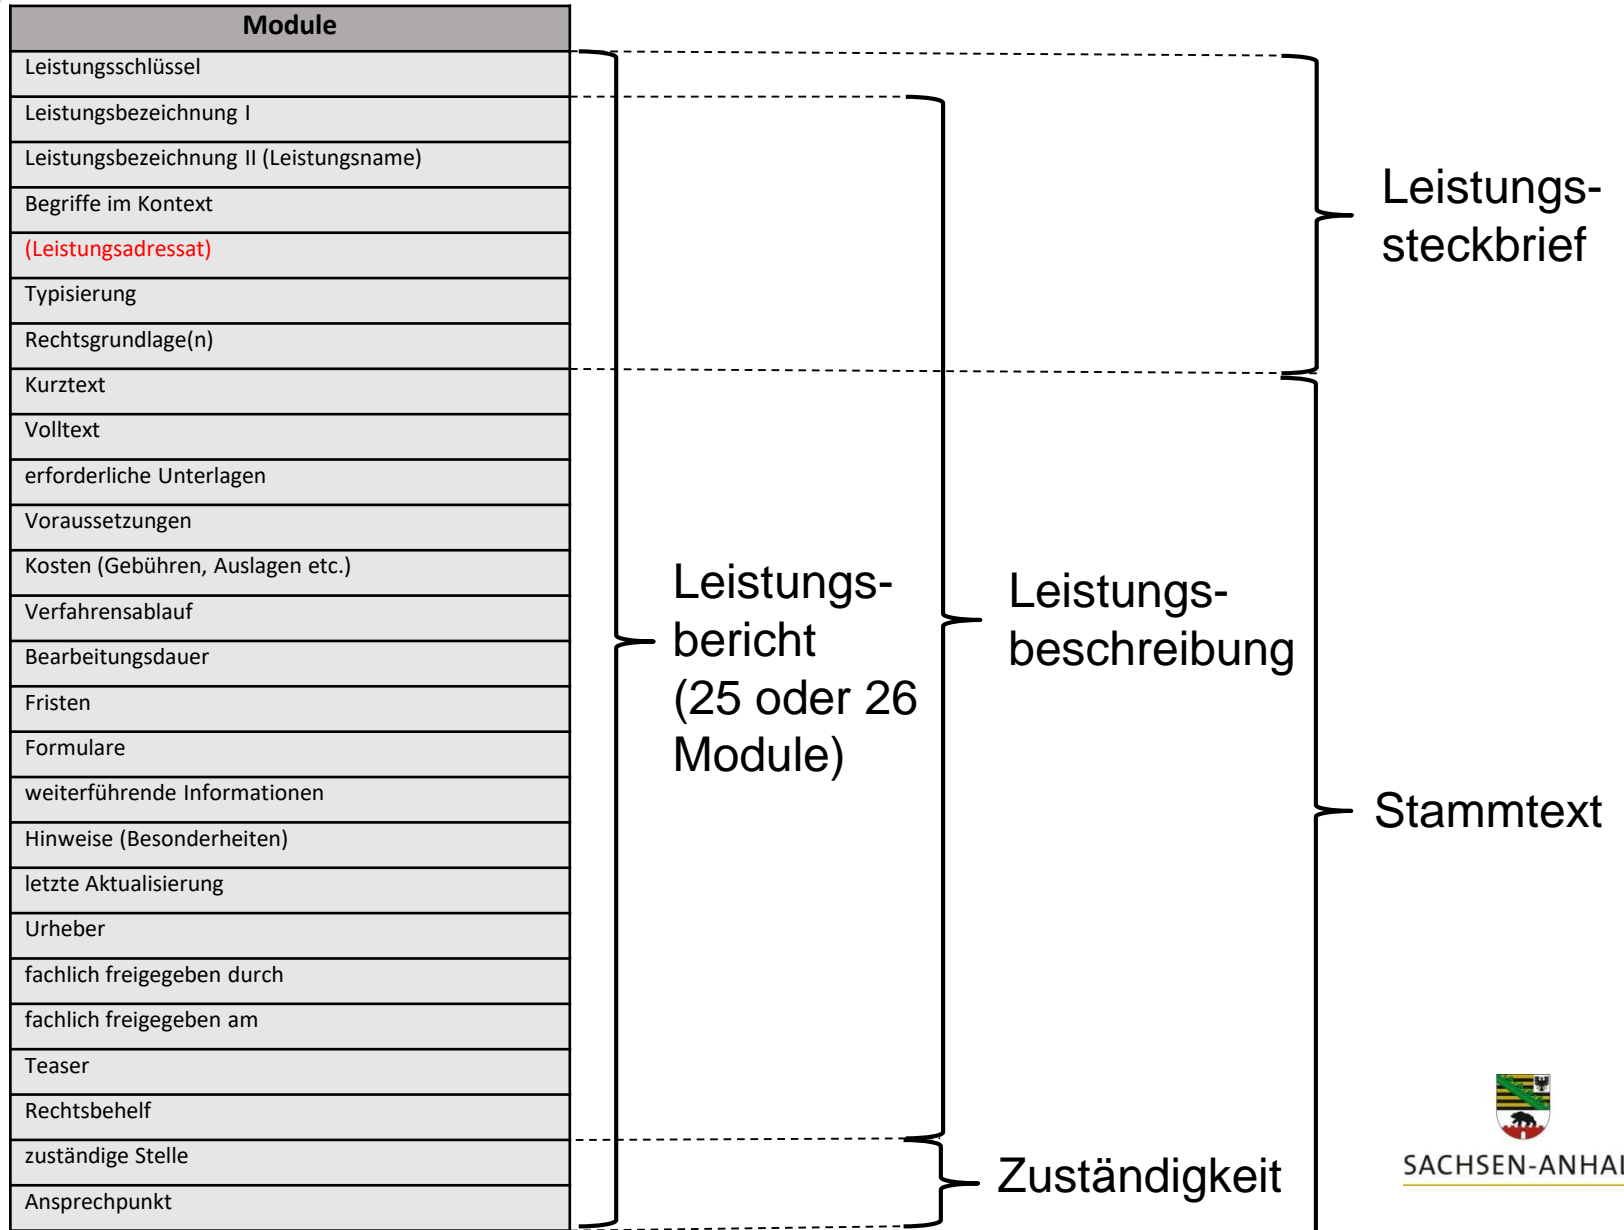 Module
Leistungsschlüssel
Leistungsbezeichnung I
Leistungsbezeichnung II (Leistungsname)
Begriffe im Kontext
(Leistungsadressat)
Typisierung
Rechtsgrundlage(n)
Kurztext
Volltext
erforderliche Unterlagen
Voraussetzungen
Kosten (Gebühren, Auslagen etc.)
Verfahrensablauf
Bearbeitungsdauer
Fristen
Formulare
weiterführende Informationen
Hinweise (Besonderheiten)
letzte Aktualisierung
Urheber
fachlich freigegeben durch
fachlich freigegeben am
Teaser
Rechtsbehelf
zuständige Stelle
Ansprechpunkt
Leistungs-
bericht
(25 oder 26
Module)
Leistungs-
beschreibung
Zuständigkeit
Leistungs-
steckbrief
Stammtext
SACHSEN-ANHAL